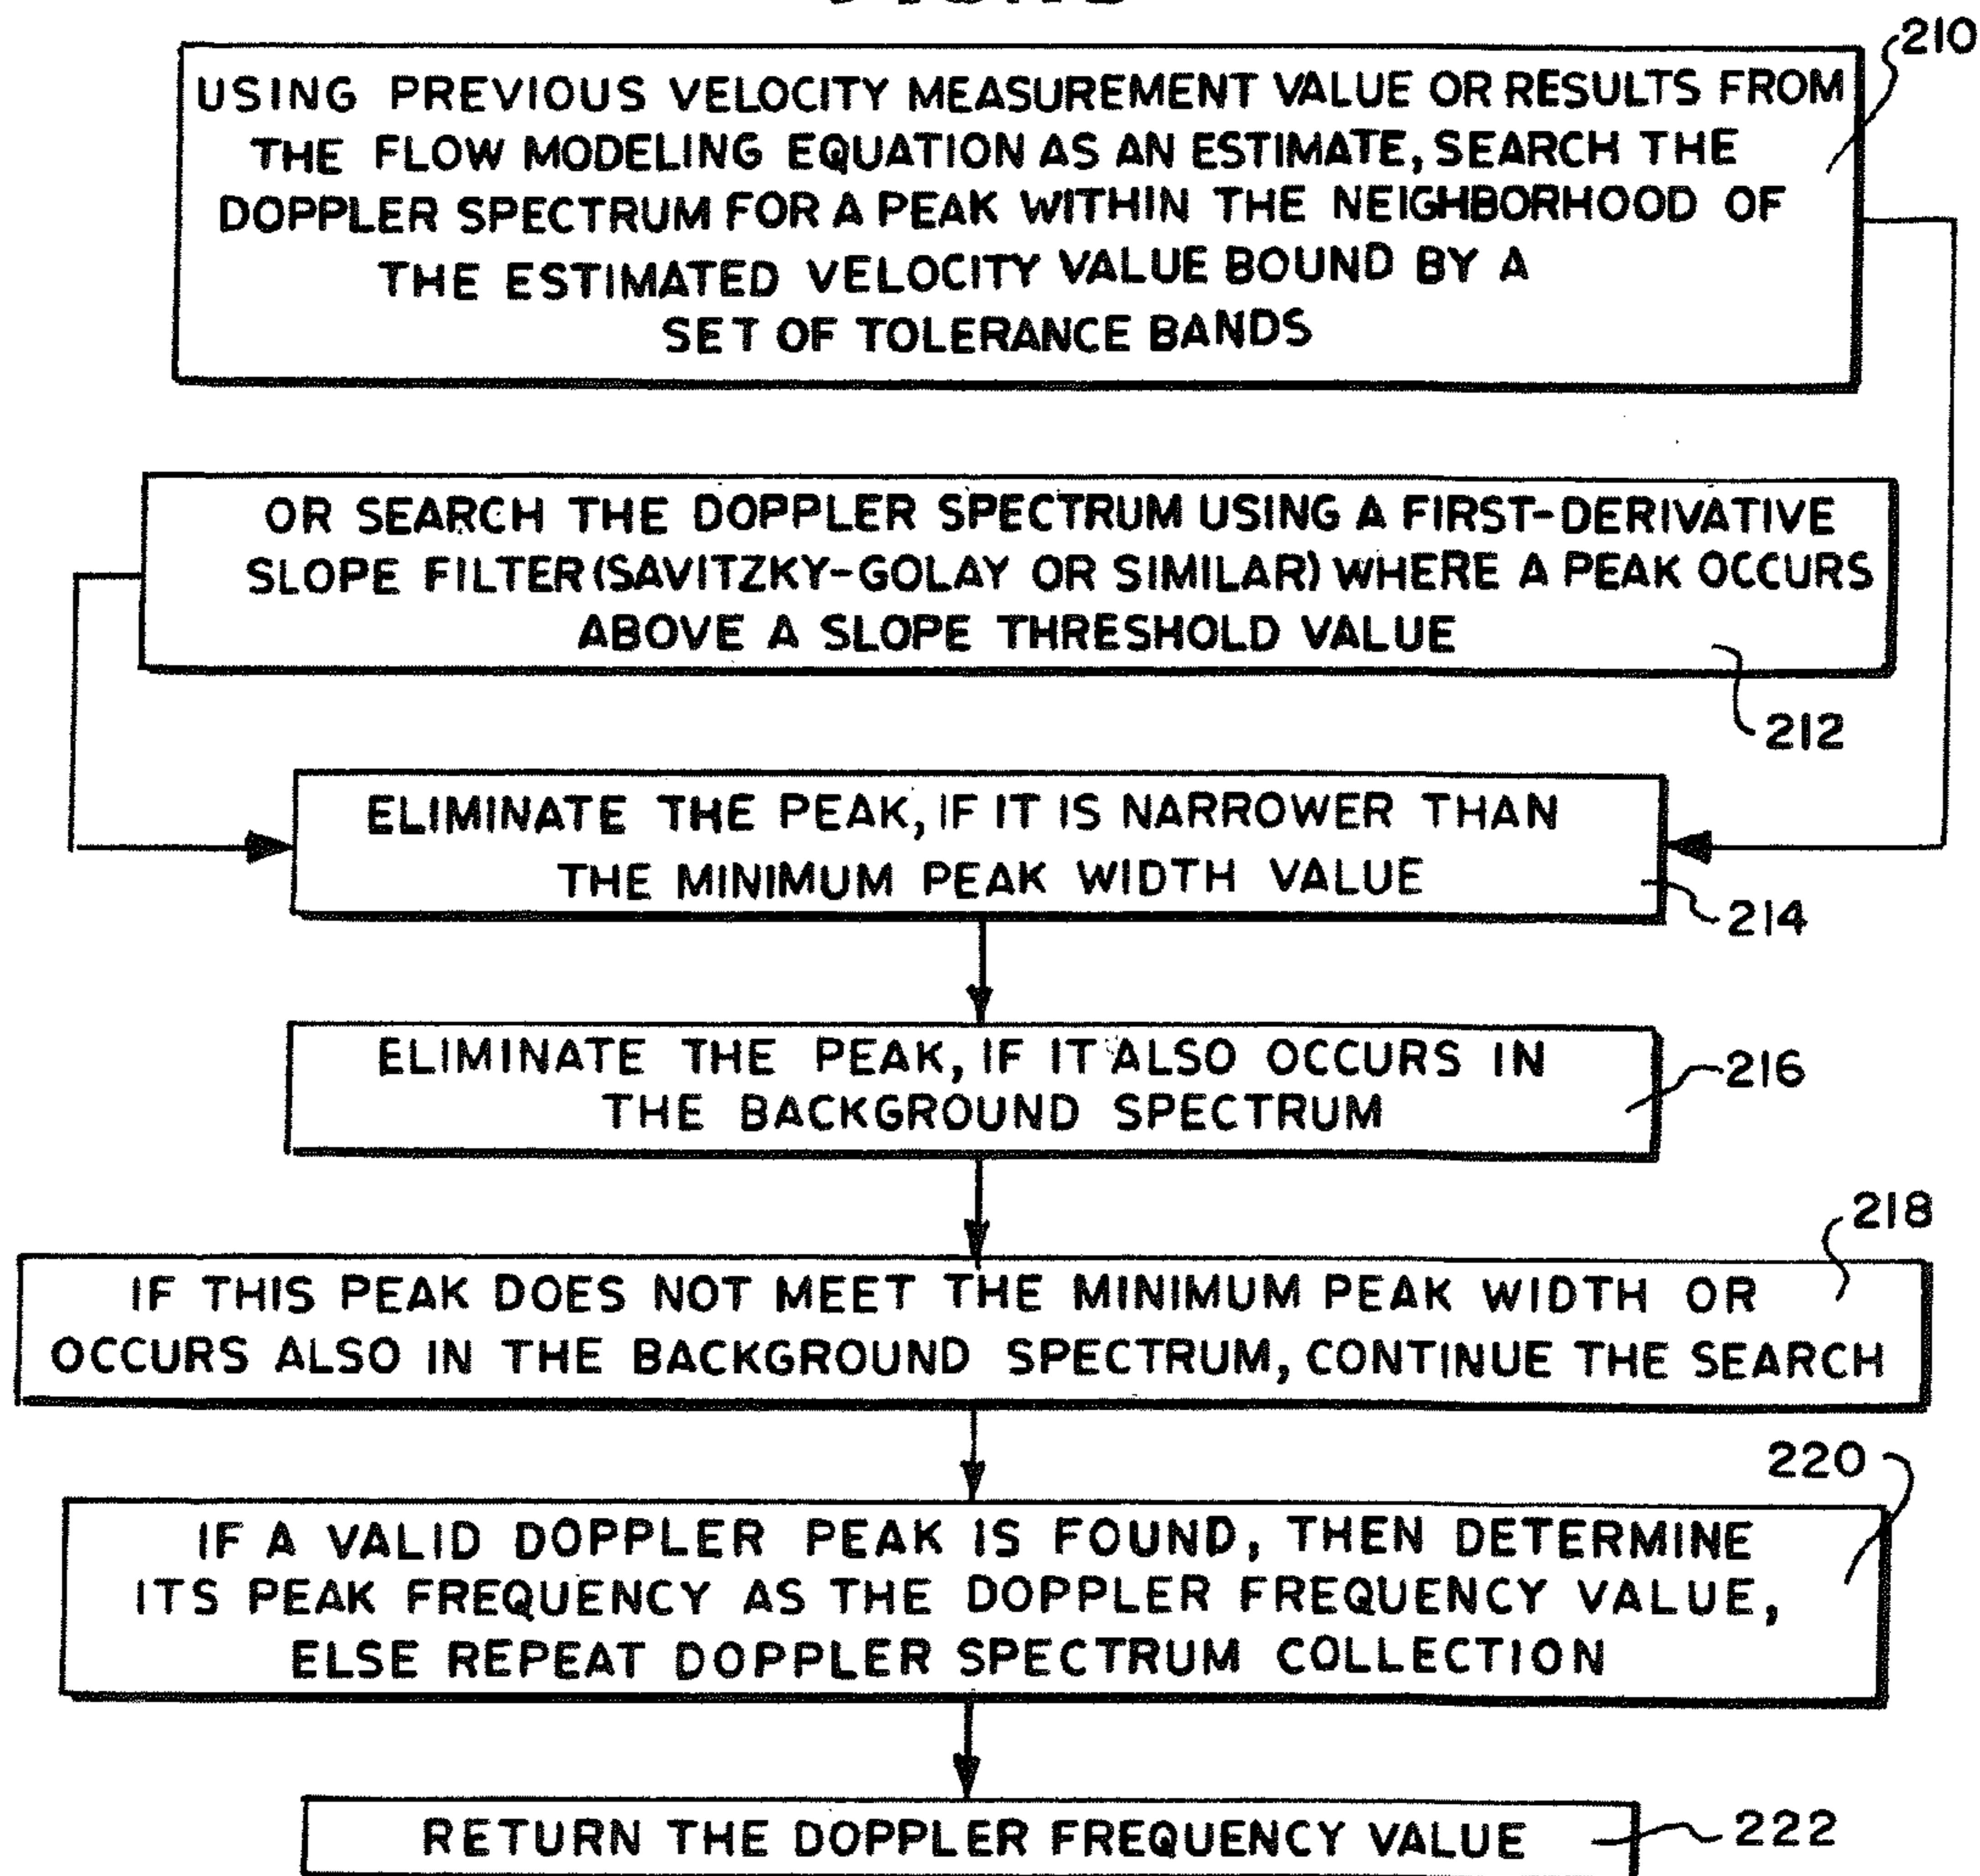 210
USING PREVIOUS VELOCITY MEASUREMENT VALUE OR RESULTS FROM
THE FLOW MODELING EQUATION AS AN ESTIMATE, SEARCH THE
DOPPLER SPECTRUM FOR A PEAK WITHIN THE NEIGHBORHOOD OF
THE ESTIMATED VELOCITY VALUE BOUND BY A
SET OF TOLERANCE BANDS
OR SEARCH THE DOPPLER SPECTRUM USING A FIRST-DERIVATIVE
SLOPE FILTER (SAVITZKY-GOLAY OR SIMILAR) WHERE A PEAK OCCURS
ABOVE A SLOPE THRESHOLD VALUE
212
ELIMINATE THE PEAK, IF IT IS NARROWER THAN
THE MINIMUM PEAK WIDTH VALUE
214
ELIMINATE THE PEAK, IF IT ALSO OCCURS IN
THE BACKGROUND SPECTRUM
216
218
IF THIS PEAK DOES NOT MEET THE MINIMUM PEAK WIDTH OR
OCCURS ALSO IN THE BACKGROUND SPECTRUM, CONTINUE THE SEARCH
220
IF A VALID DOPPLER PEAK IS FOUND, THEN DETERMINE
ITS PEAK FREQUENCY AS THE DOPPLER FREQUENCY VALUE,
ELSE REPEAT DOPPLER SPECTRUM COLLECTION
RETURN THE DOPPLER FREQUENCY VALUE
222